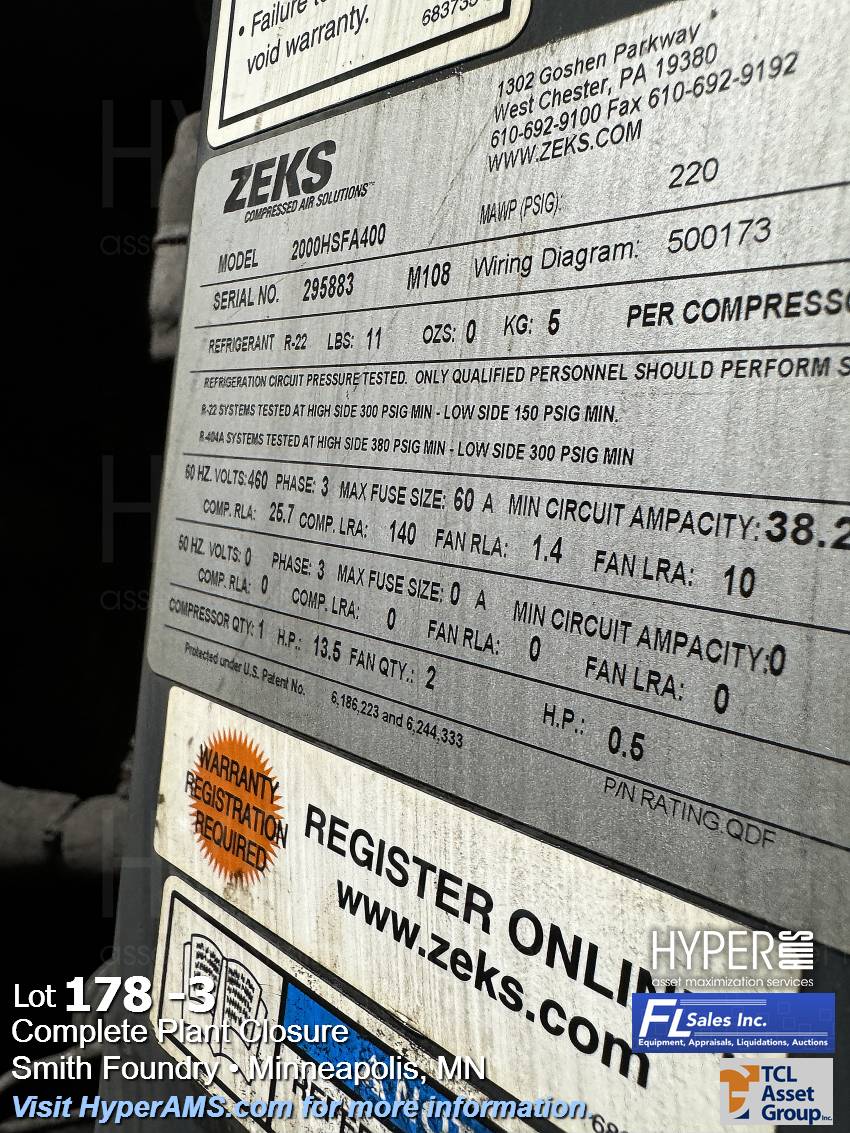 • Failure to
void warranty.
683735
1302 Goshen Parkway
West Chester, PA 19380
610-692-9100 Fax 610-692-9192
WWW.ZEKS.COM
ZEKS
COMPRESSED AIR SOLUTIONS™
MAWP (PSIG): 220
MODEL 2000HSFA400
SERIAL NO. 295883 M108 Wiring Diagram: 500173
REFRIGERANT R-22 LBS: 11 OZS: 0 KG: 5 PER COMPRESSO
REFRIGERATION CIRCUIT PRESSURE TESTED. ONLY QUALIFIED PERSONNEL SHOULD PERFORM S
R-22 SYSTEMS TESTED AT HIGH SIDE 300 PSIG MIN - LOW SIDE 150 PSIG MIN.
R-404A SYSTEMS TESTED AT HIGH SIDE 380 PSIG MIN - LOW SIDE 300 PSIG MIN
60 HZ. VOLTS: 460 PHASE: 3 MAX FUSE SIZE: 60 A MIN CIRCUIT AMPACITY: 38.2
COMP. RLA: 25.7 COMP. LRA: 140 FAN RLA: 1.4 FAN LRA: 10
50 HZ. VOLTS: 0 PHASE: 3 MAX FUSE SIZE: 0 A MIN CIRCUIT AMPACITY: 0
COMP. RLA: 0 COMP. LRA: 0 FAN RLA: 0 FAN LRA: 0
COMPRESSOR QTY: 1 H.P.: 13.5 FAN QTY.: 2 H.P.: 0.5
Protected under U.S. Patent No. 6,186,223 and 6,244,333
P/N RATING.QDF
WARRANTY
REGISTRATION
REQUIRED
REGISTER ONLIN
www.zeks.com
HYPER AMS
asset maximization services
Lot 178 -3
Complete Plant Closure
Smith Foundry • Minneapolis, MN
Visit HyperAMS.com for more information.
FL Sales Inc.
Equipment, Appraisals, Liquidations, Auctions
TCL
Asset
Group Inc.